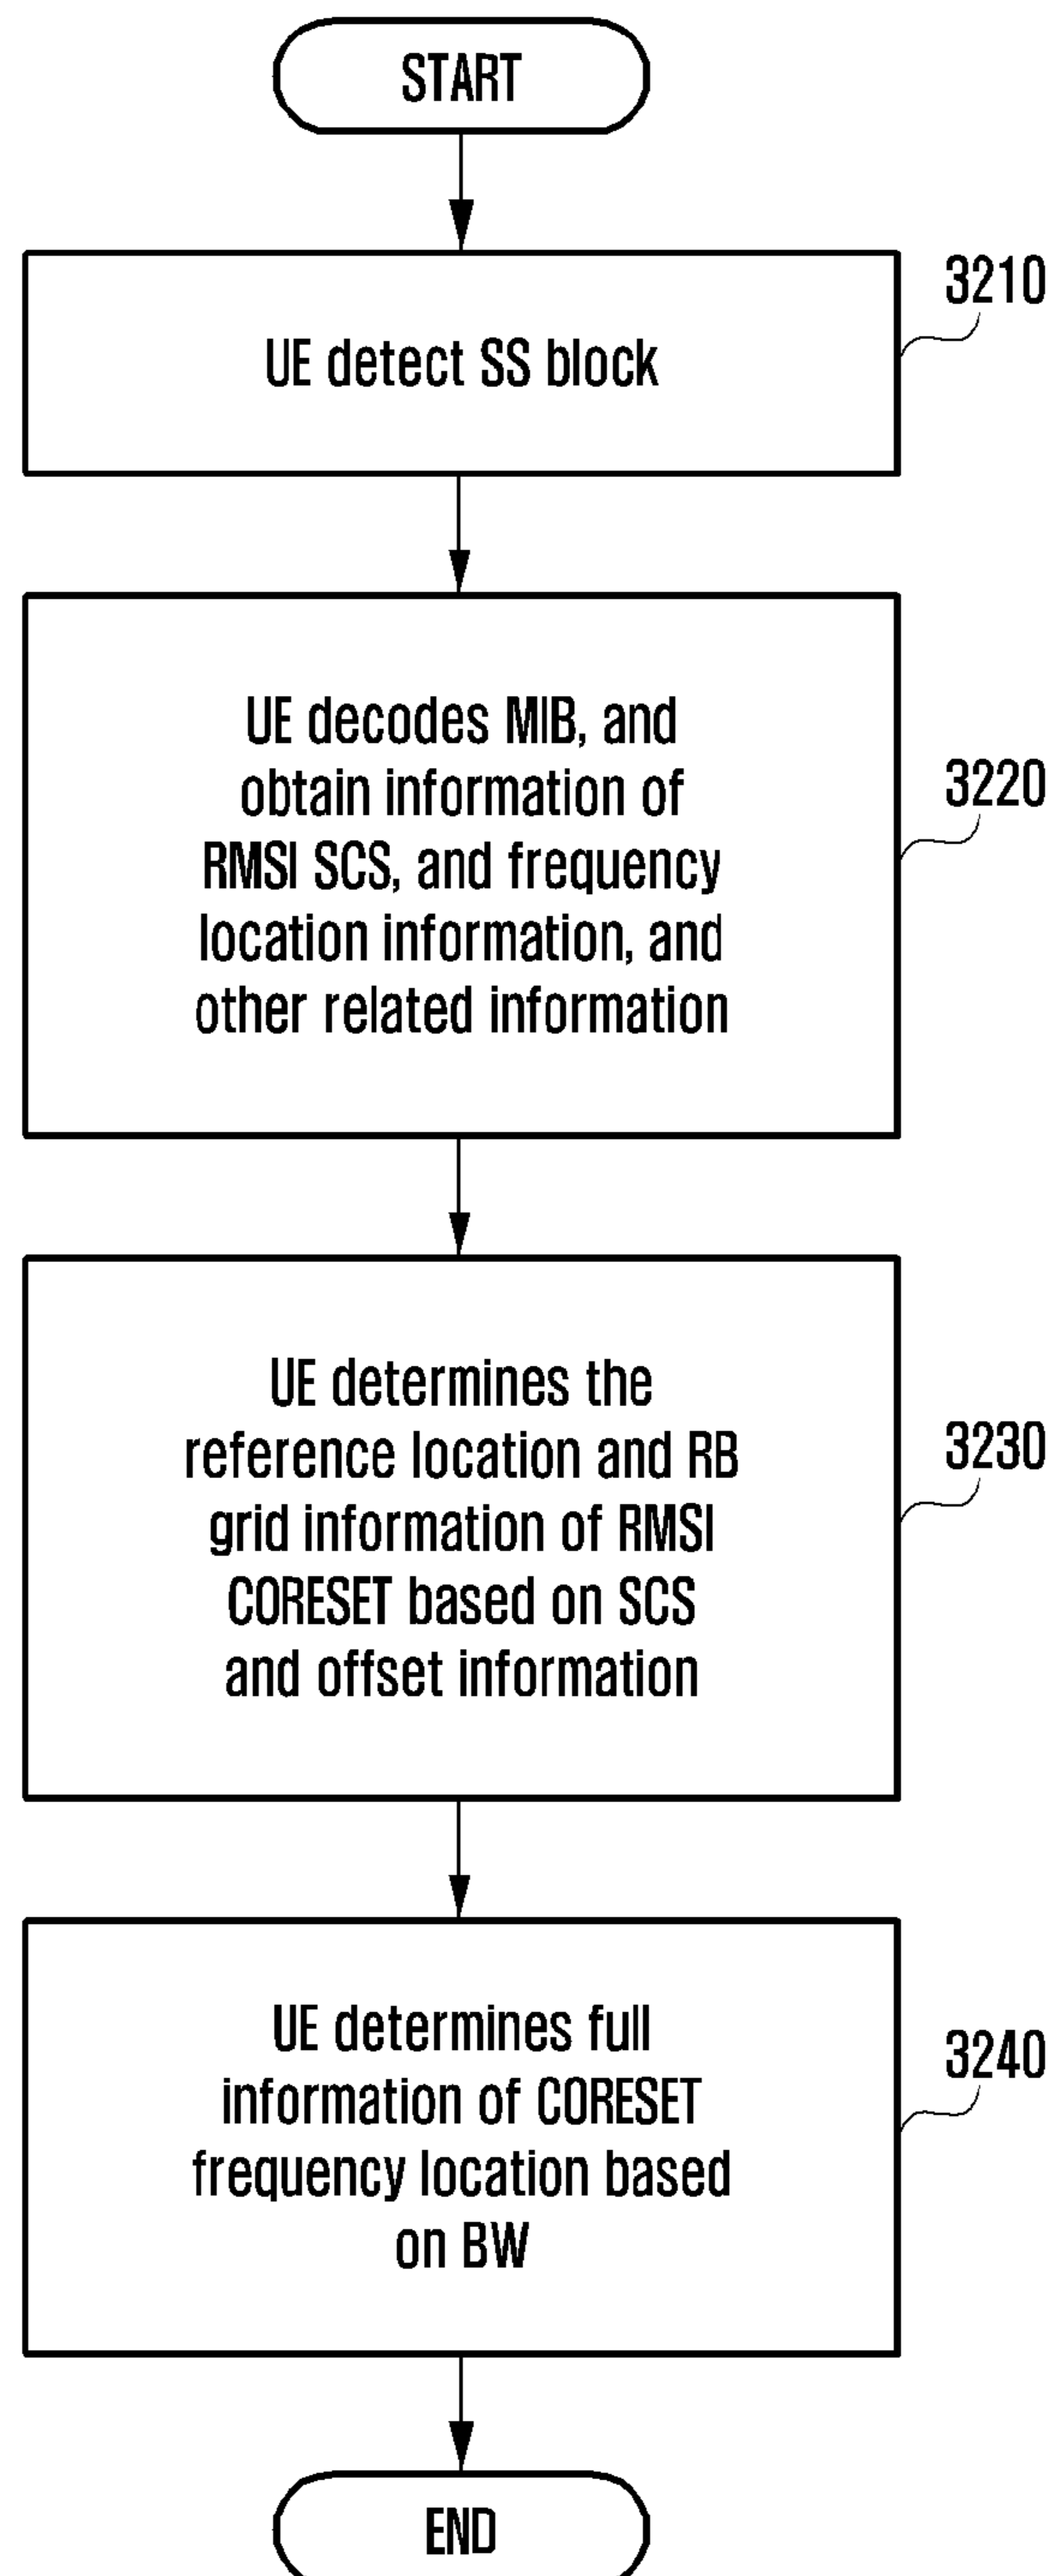 START
3210
UE detect SS block
UE decodes MIB, and
obtain information of
RMSI SCS, and frequency
location information, and
other related information
3220
UE determines the
reference location and RB
grid information of RMSI
CORESET based on SCS
and offset information
3230
UE determines full
information of CORESET
frequency location based
on BW
3240
END